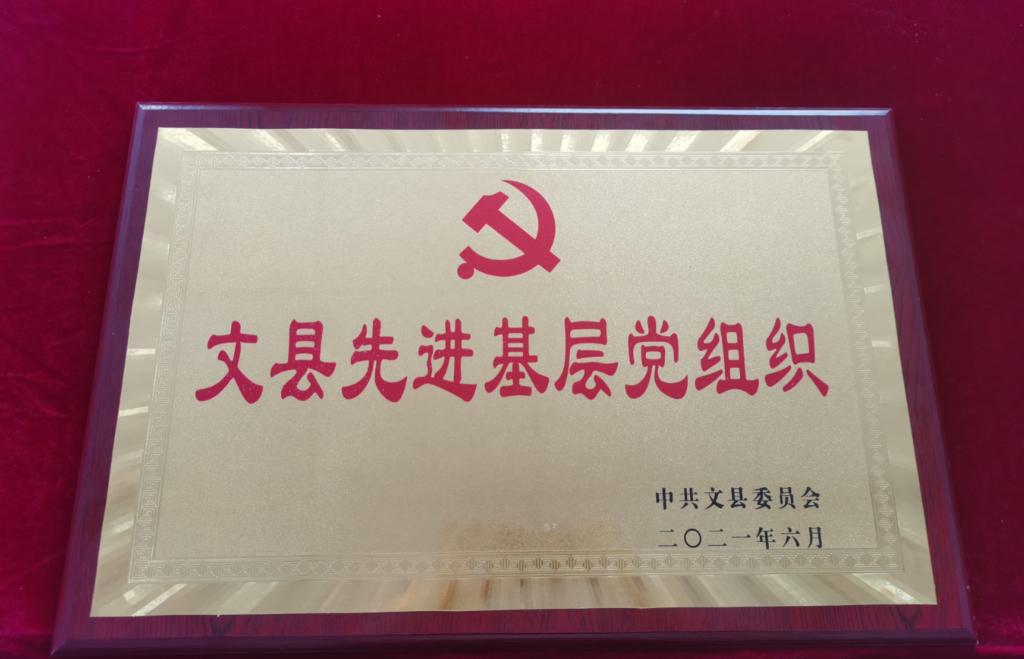 文县先进基层党组织
中共文县委员会
二〇二一年六月